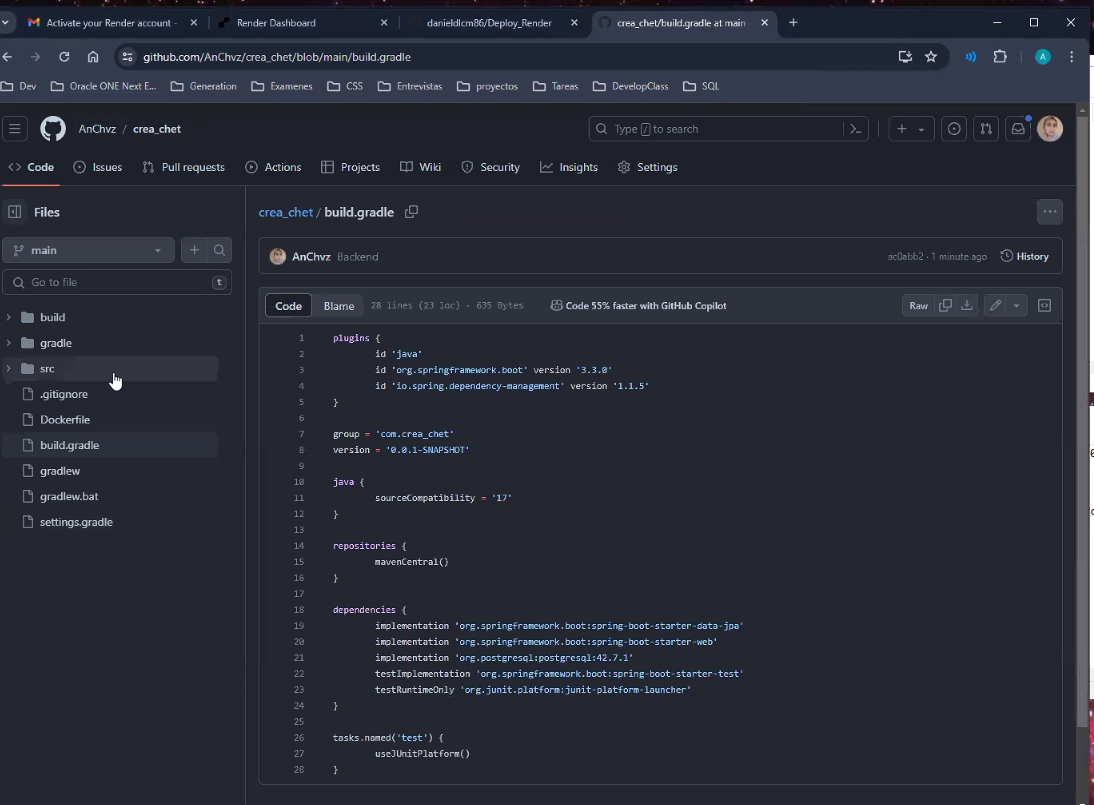 Activate your Render account -
Render Dashboard
danieldlcm86/Deploy_Render
crea_chet/build.gradle at main
github.com/AnChvz/crea_chet/blob/main/build.gradle
A
Dev
Oracle ONE Next E...
Generation
Examenes
CSS
Entrevistas
proyectos
Tareas
DevelopClass
SQL
AnChvz / crea_chet
Type / to search
Code
Issues
Pull requests
Actions
Projects
Wiki
Security
Insights
Settings
Files
main
Go to file
t
build
gradle
src
.gitignore
Dockerfile
build.gradle
gradlew
gradlew.bat
settings.gradle
crea_chet / build.gradle
AnChvz Backend
ac0abb2 · 1 minute ago
History
Code
Blame
28 lines (23 loc) · 635 Bytes
Code 55% faster with GitHub Copilot
Raw
1 plugins {
2 id 'java'
3 id 'org.springframework.boot' version '3.3.0'
4 id 'io.spring.dependency-management' version '1.1.5'
5 }
6
7 group = 'com.crea_chet'
8 version = '0.0.1-SNAPSHOT'
9
10 java {
11 sourceCompatibility = '17'
12 }
13
14 repositories {
15 mavenCentral()
16 }
17
18 dependencies {
19 implementation 'org.springframework.boot:spring-boot-starter-data-jpa'
20 implementation 'org.springframework.boot:spring-boot-starter-web'
21 implementation 'org.postgresql:postgresql:42.7.1'
22 testImplementation 'org.springframework.boot:spring-boot-starter-test'
23 testRuntimeOnly 'org.junit.platform:junit-platform-launcher'
24 }
25
26 tasks.named('test') {
27 useJUnitPlatform()
28 }